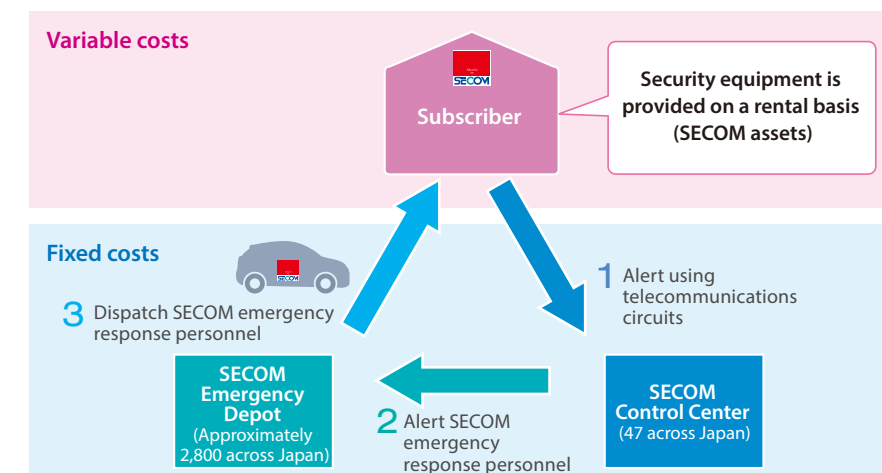 Variable costs
SECOM
Subscriber
Security equipment is
provided on a rental basis
(SECOM assets)
Fixed costs
SECOM
1 Alert using
telecommunications
circuits
3 Dispatch SECOM emergency
response personnel
SECOM
Emergency
Depot
(Approximately
2,800 across Japan)
2 Alert SECOM
emergency
response personnel
SECOM
Control Center
(47 across Japan)